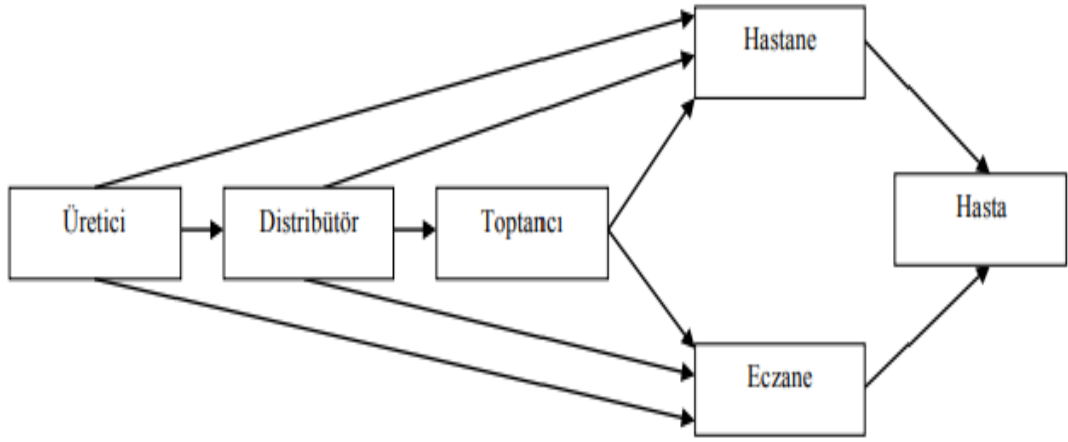 Hastane
Üretici
Distribütör
Toptancı
Hasta
Eczane